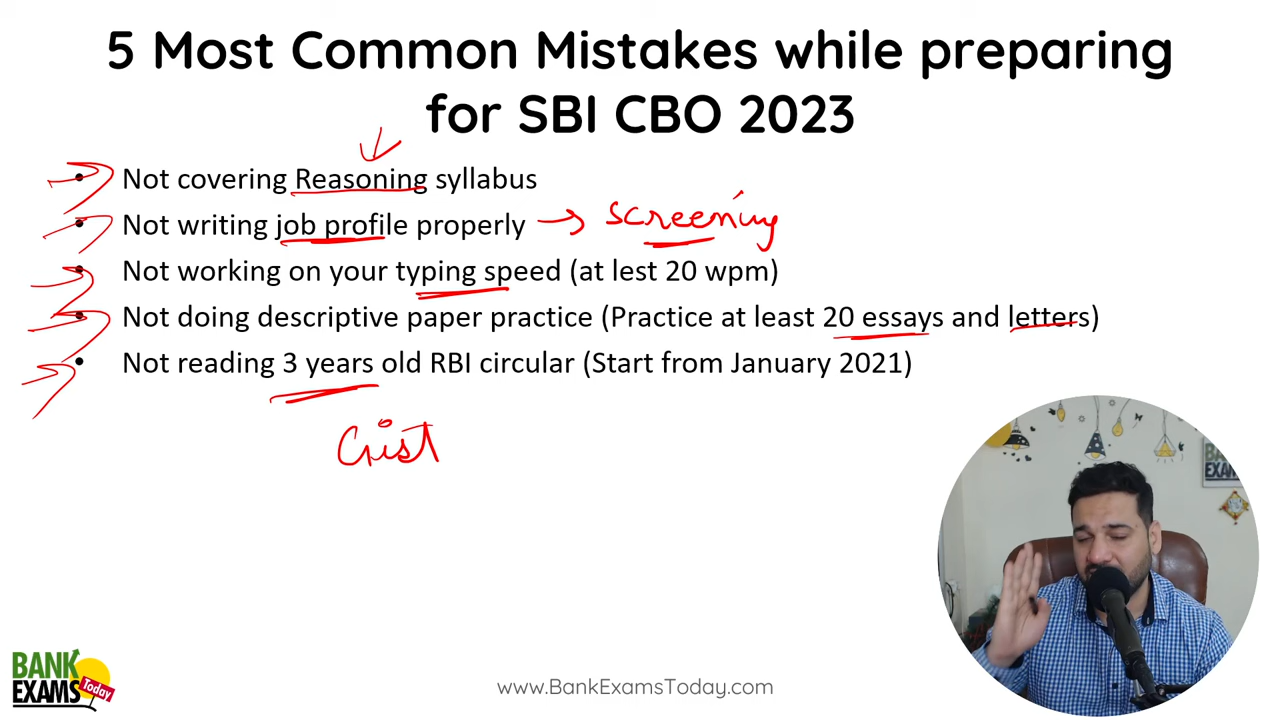 5 Most Common Mistakes while preparing
for SBI CBO 2023
• Not covering Reasoning syllabus
• Not writing job profile properly → screening
• Not working on your typing speed (at lest 20 wpm)
• Not doing descriptive paper practice (Practice at least 20 essays and letters)
• Not reading 3 years old RBI circular (Start from January 2021)
Gist
BANK
EXAM
BANK
EXAMS
Today
www.BankExamsToday.com